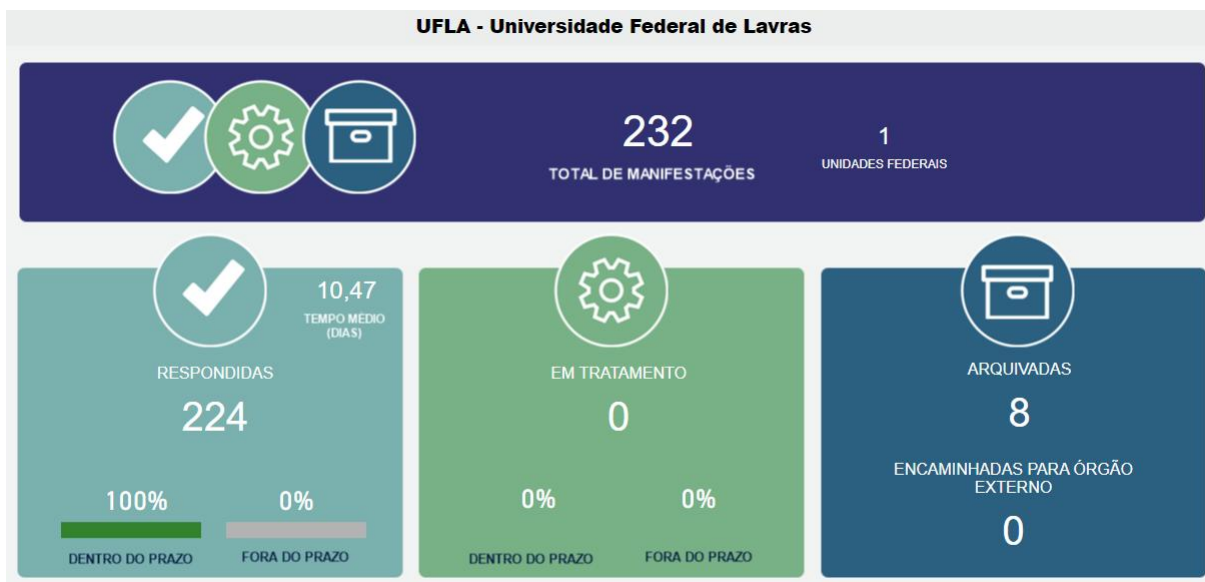 UFLA - Universidade Federal de Lavras
232
TOTAL DE MANIFESTAÇÕES
1
UNIDADES FEDERAIS
10,47
TEMPO MÉDIO
(DIAS)
RESPONDIDAS
224
100%
0%
DENTRO DO PRAZO
FORA DO PRAZO
EM TRATAMENTO
0
0%
0%
DENTRO DO PRAZO
FORA DO PRAZO
ARQUIVADAS
8
ENCAMINHADAS PARA ÓRGÃO
EXTERNO
0